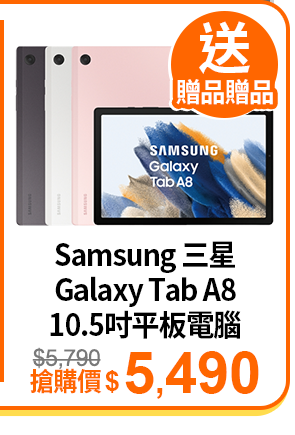 送
贈品贈品
SAMSUNG
Galaxy
Tab A8
Samsung 三星
Galaxy Tab A8
10.5吋平板電腦
$5,790
搶購價$5,490